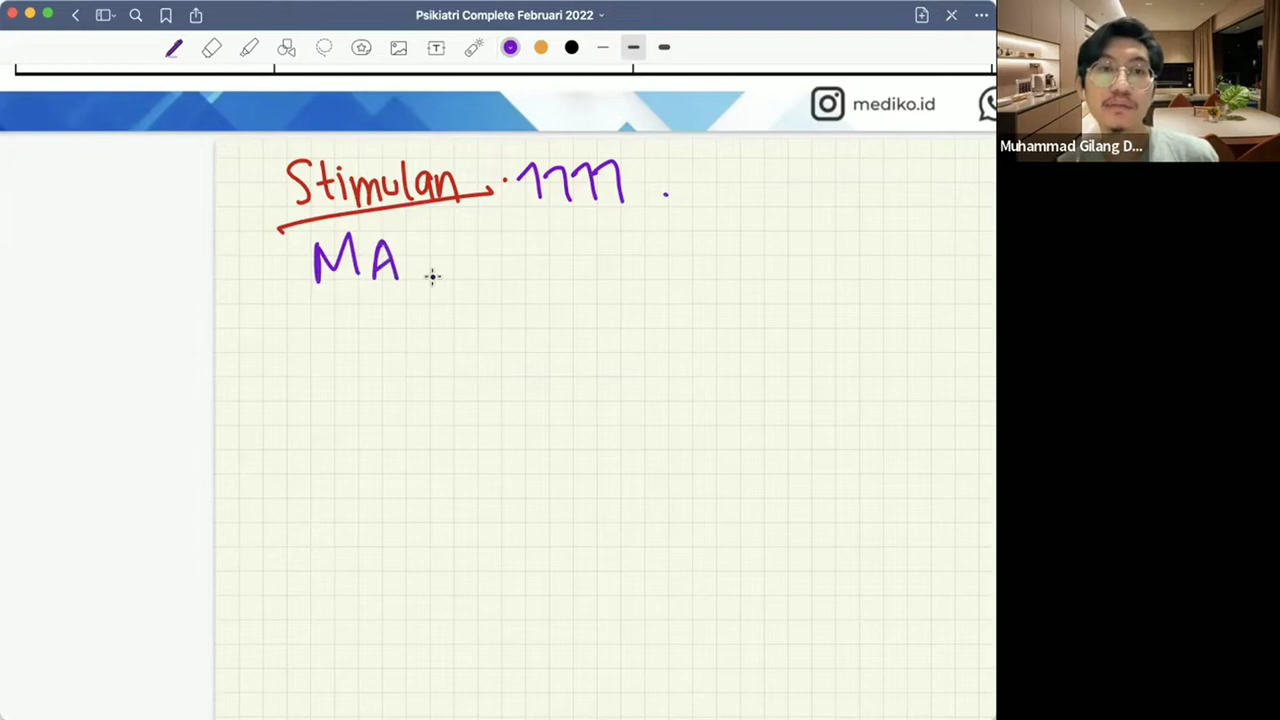 Psikiatri Complete Februari 2022
mediko.id
Muhammad Gilang D...
Stimulan
MA